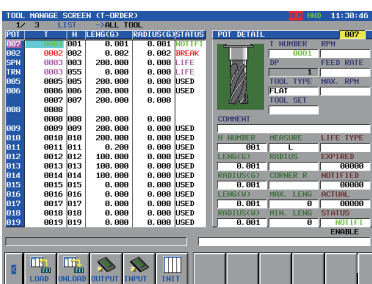 TOOL MANAGE SCREEN (T-ORDER) HND 11:30:46
1/ 3 LIST ->ALL TOOL
POT T H LENG(G) RADIUS(G) STATUS
007 001 0.001 0.001 NOTIFI
002 0002 002 0.002 0.002 BREAK
SPN 0003 003 200.000 0.000 LIFE
TRN 0003 055 0.000 0.000 LIFE
005 0005 005 200.000 0.000 USED
006 0006 006 200.000 0.000 USED
0007 007 200.000 0.000
008 0008
0008 008 200.000 0.000
009 0009 009 200.000 0.000 USED
010 0010 010 200.000 0.000 USED
011 0011 011 0.200 0.000 USED
012 0012 012 100.000 0.000 USED
013 0013 013 100.000 0.000 USED
014 0014 014 100.000 0.000 USED
015 0015 015 0.000 0.000 USED
016 0016 016 0.000 0.000 USED
017 0017 017 0.000 0.000 USED
018 0018 018 0.000 0.000 USED
019 0019 019 0.000 0.000 USED
POT DETAIL 007
T NUMBER RPM
0001
DP FEED RATE
1
TOOL TYPE MAX. RPM
FLAT
TOOL SET
COMMENT
H NUMBER MEASURE LIFE TYPE
001 L
LENG(G) RADIUS EXPIRED
0.001 00000
RADIUS(G) CORNER R NOTIFIED
0.001 00000
LENG(W) MAX. LENG ACTUAL
0.001 0 00000
RADIUS(W) MIN. LENG STATUS
0.001 0 NOTIFI
ENABLE
LOAD UNLOAD OUTPUT INPUT INIT